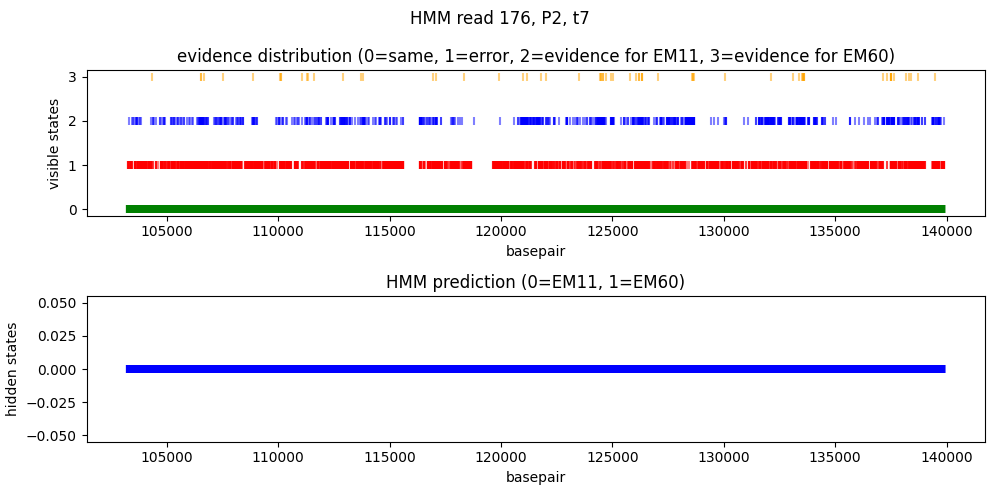 HMM read 176, P2, t7
evidence distribution (0=same, 1=error, 2=evidence for EM11, 3=evidence for EM60)
visible states
3
2
1
0
105000 110000 115000 120000 125000 130000 135000 140000
basepair
HMM prediction (0=EM11, 1=EM60)
hidden states
0.050
0.025
0.000
−0.025
−0.050
105000 110000 115000 120000 125000 130000 135000 140000
basepair